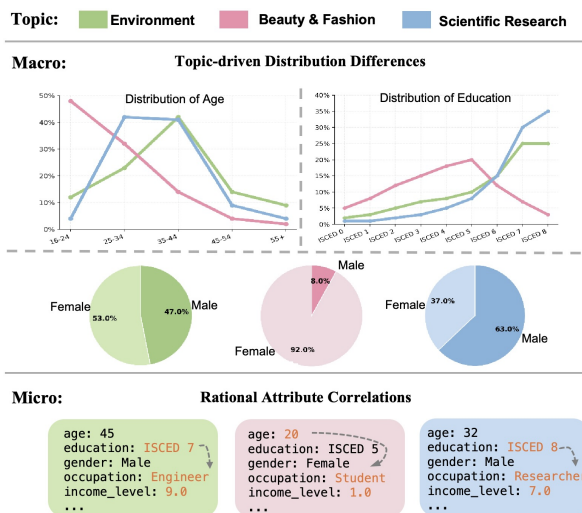 Topic: Environment Beauty & Fashion Scientific Research
Macro: Topic-driven Distribution Differences
Distribution of Age
50%
40%
30%
20%
10%
0%
16-24 25-34 35-44 45-54 55+
Distribution of Education
40%
35%
30%
25%
20%
15%
10%
5%
0%
ISCED 0 ISCED 1 ISCED 2 ISCED 3 ISCED 4 ISCED 5 ISCED 6 ISCED 7 ISCED 8
Female 53.0% 47.0% Male
Male
8.0%
92.0%
Female
Female 37.0%
63.0%
Male
Micro: Rational Attribute Correlations
age: 45
education: ISCED 7
gender: Male
occupation: Engineer
income_level: 9.0
...
age: 20
education: ISCED 5
gender: Female
occupation: Student
income_level: 1.0
...
age: 32
education: ISCED 8
gender: Male
occupation: Researche
income_level: 7.0
...